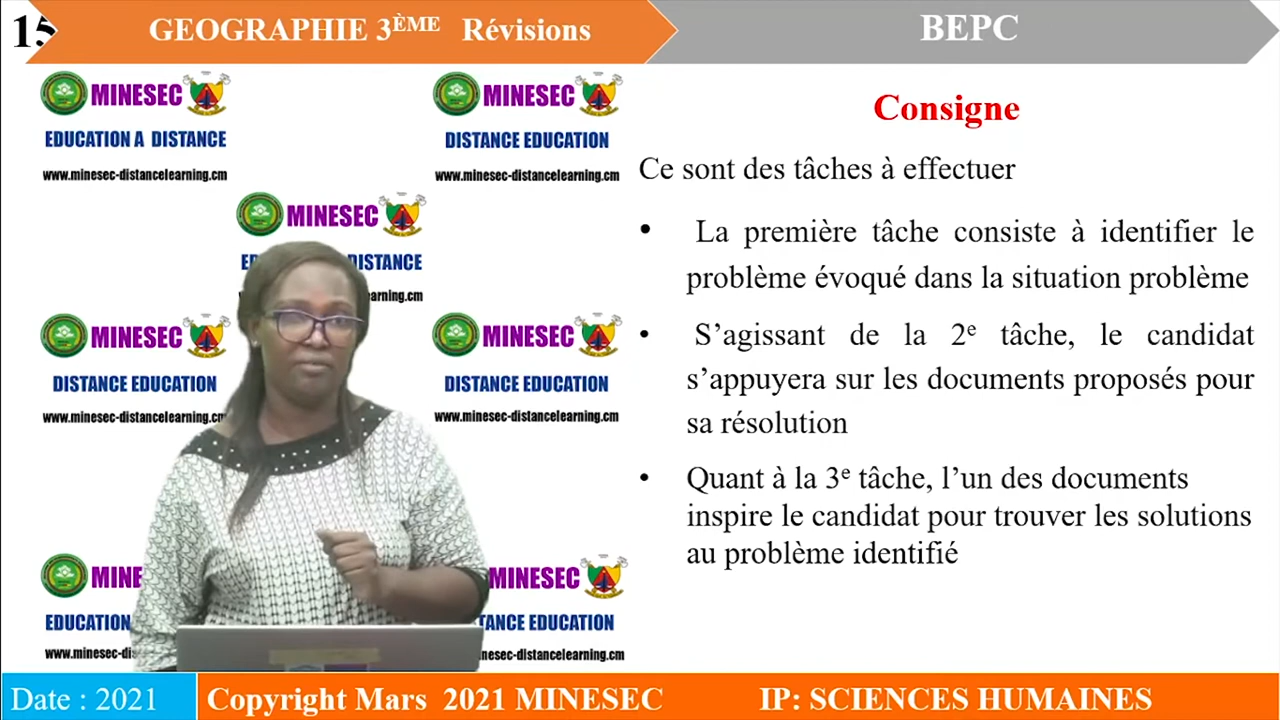 15
GEOGRAPHIE 3ÈME Révisions
BEPC
MINESEC
EDUCATION A DISTANCE
www.minesec-distancelearning.cm
MINESEC
DISTANCE EDUCATION
www.minesec-distancelearning.cm
MINESEC
DISTANCE
MINESEC
DISTANCE EDUCATION
MINESEC
DISTANCE EDUCATION
www.minesec-distancelearning.cm
EDUCATION
MINESEC
Consigne
Ce sont des tâches à effectuer
• La première tâche consiste à identifier le
problème évoqué dans la situation problème
• S’agissant de la 2e tâche, le candidat
s’appuyera sur les documents proposés pour
sa résolution
• Quant à la 3e tâche, l’un des documents
inspire le candidat pour trouver les solutions
au problème identifié
Date : 2021
Copyright Mars 2021 MINESEC
IP: SCIENCES HUMAINES